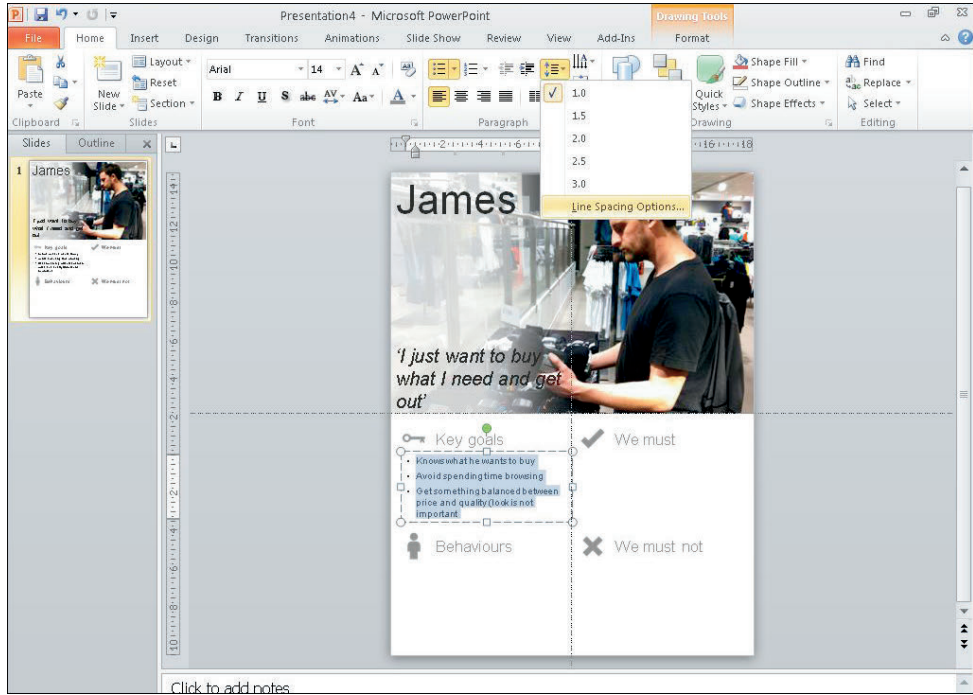 Presentation4 - Microsoft PowerPoint
Drawing Tools
File Home Insert Design Transitions Animations Slide Show Review View Add-Ins Format
Paste
New
Slide
Layout
Reset
Section
Arial 14
B I U S abc AV Aa A
1.0
1.5
2.0
2.5
3.0
Line Spacing Options...
Quick
Styles
Shape Fill
Shape Outline
Shape Effects
Find
Replace
Select
Clipboard Slides Font Paragraph Drawing Editing
Slides Outline
1
James
James
'I just want to buy
what I need and get
out'
Key goals
We must
• Knows what he wants to buy
• Avoid spending time browsing
• Get something balanced between
price and quality (look is not
important
Behaviours
We must not
Click to add notes